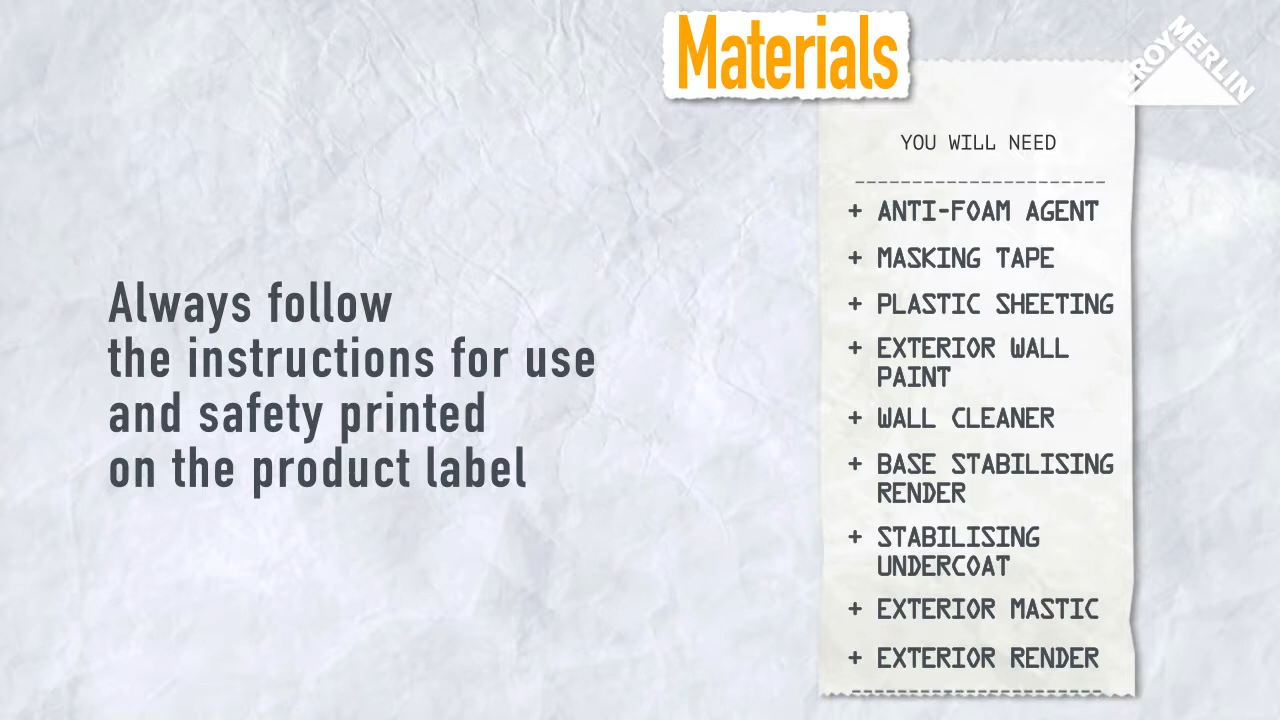 Materials
LEROY MERLIN
YOU WILL NEED
+ ANTI-FOAM AGENT
+ MASKING TAPE
+ PLASTIC SHEETING
+ EXTERIOR WALL
PAINT
+ WALL CLEANER
+ BASE STABILISING
RENDER
+ STABILISING
UNDERCOAT
+ EXTERIOR MASTIC
+ EXTERIOR RENDER
Always follow
the instructions for use
and safety printed
on the product label